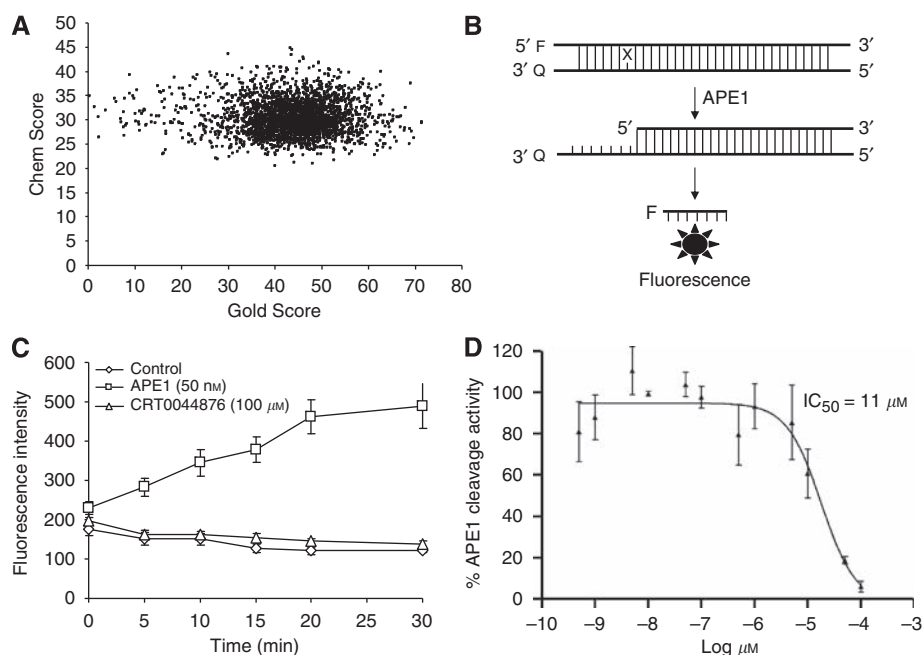 A
50
45
40
35
30
25
20
15
10
5
0
Chem Score
0 10 20 30 40 50 60 70 80
Gold Score
B
5′ F 3′
X
3′ Q 5′
APE1
5′ 3′
3′ Q 5′
F
Fluorescence
C
600
500
400
300
200
100
0
Fluorescence intensity
Control
APE1 (50 nM)
CRT0044876 (100 μM)
0 5 10 15 20 25 30
Time (min)
D
120
100
80
60
40
20
0
% APE1 cleavage activity
IC50 = 11 μM
−10 −9 −8 −7 −6 −5 −4 −3
Log μM